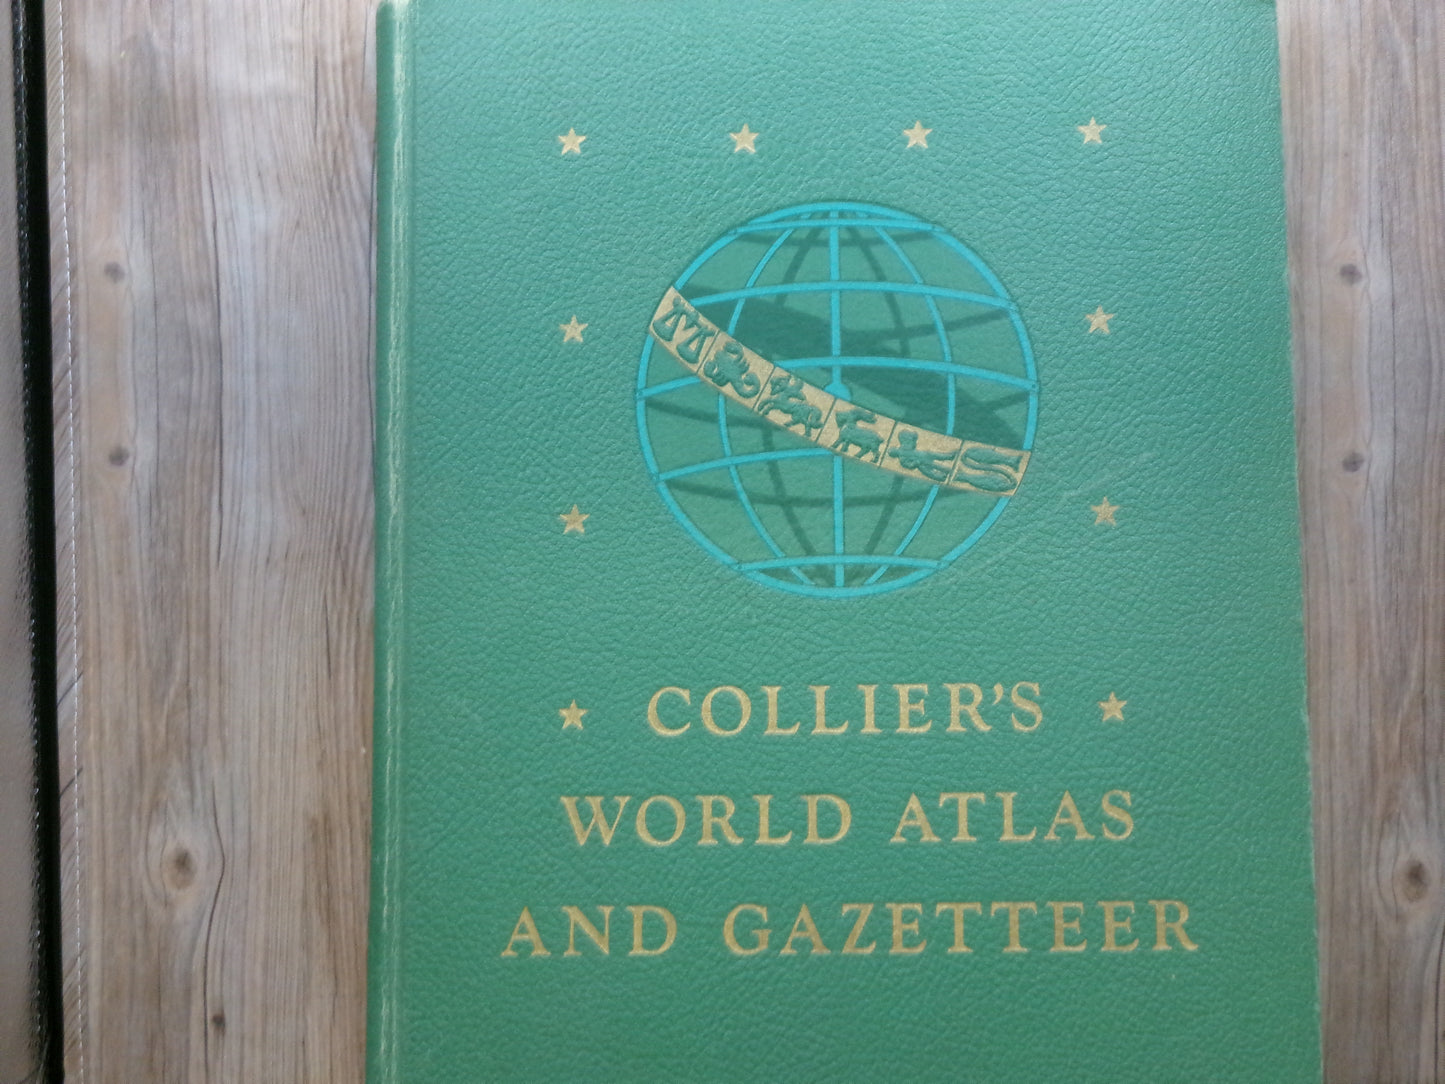 COLLIER'S
WORLD ATLAS
AND GAZETTEER